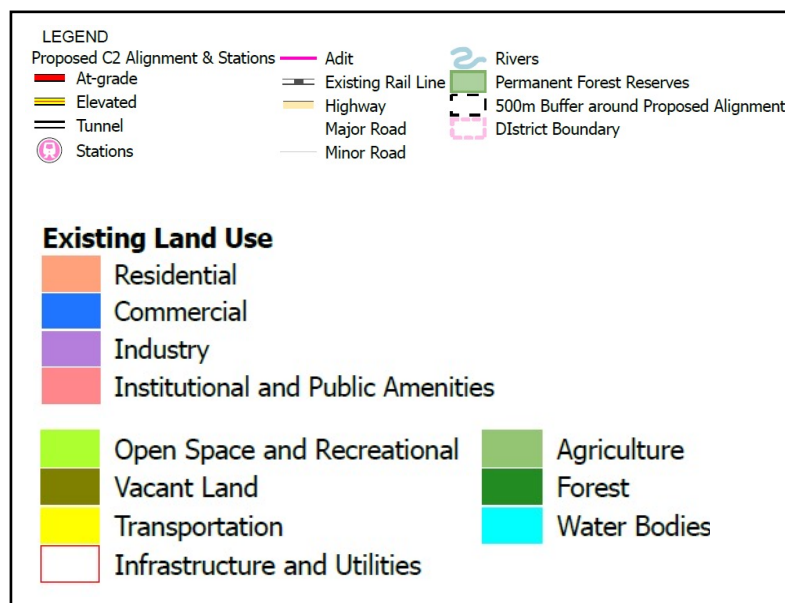 LEGEND
Proposed C2 Alignment & Stations
At-grade
Elevated
Tunnel
Stations
Adit
Existing Rail Line
Highway
Major Road
Minor Road
Rivers
Permanent Forest Reserves
500m Buffer around Proposed Alignment
DIstrict Boundary
Existing Land Use
Residential
Commercial
Industry
Institutional and Public Amenities
Open Space and Recreational
Vacant Land
Transportation
Infrastructure and Utilities
Agriculture
Forest
Water Bodies